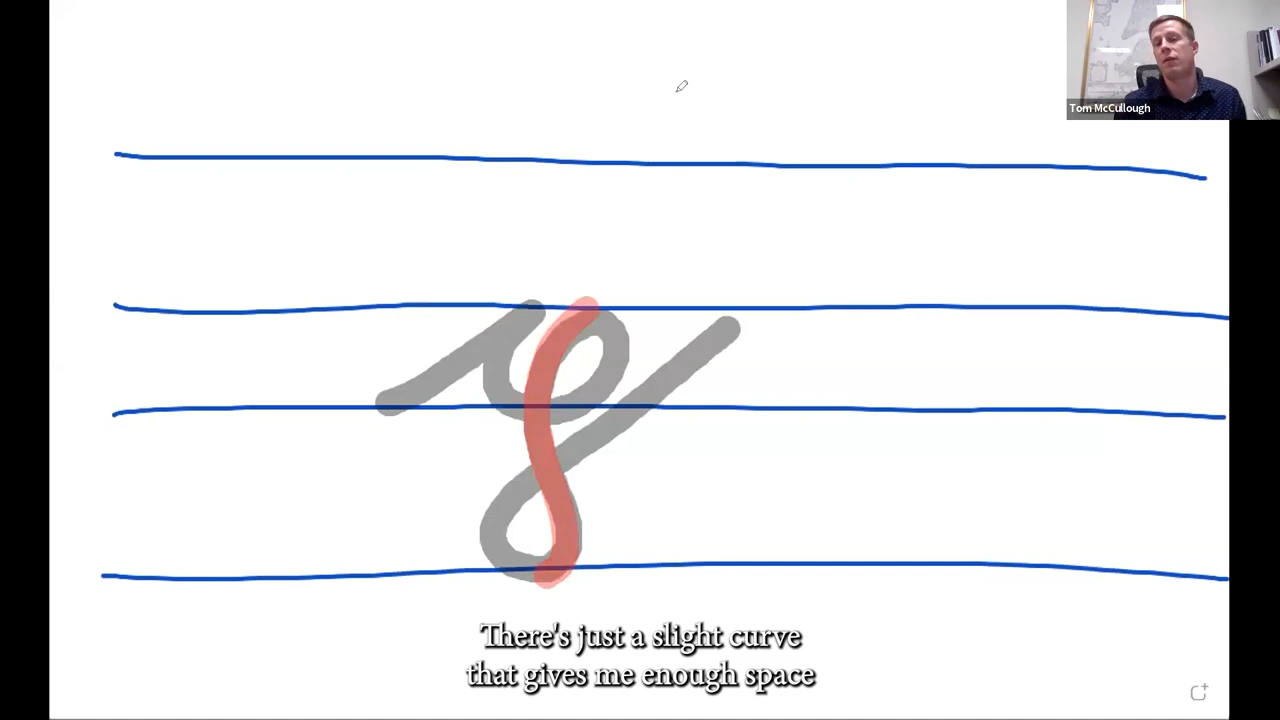 Tom McCullough
There's just a slight curve
that gives me enough space